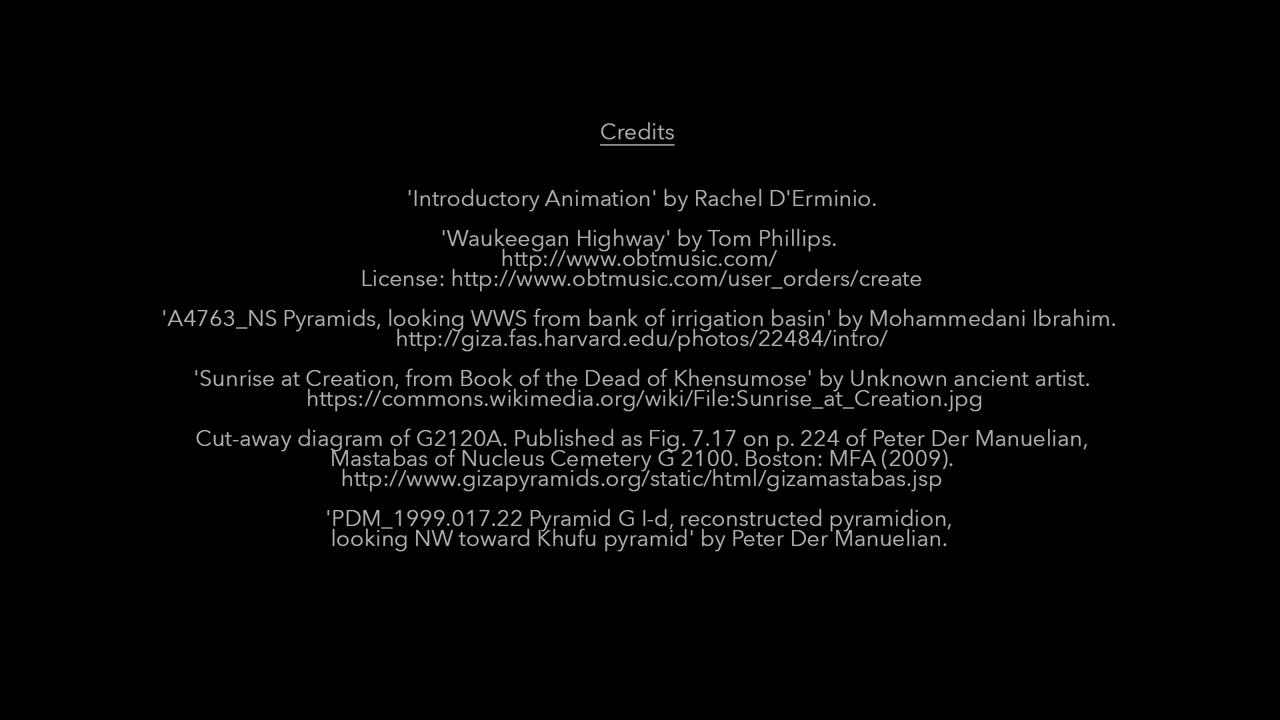 Credits
'Introductory Animation' by Rachel D'Erminio.
'Waukeegan Highway' by Tom Phillips.
http://www.obtmusic.com/
License: http://www.obtmusic.com/user_orders/create
'A4763_NS Pyramids, looking WWS from bank of irrigation basin' by Mohammedani Ibrahim.
http://giza.fas.harvard.edu/photos/22484/intro/
'Sunrise at Creation, from Book of the Dead of Khensumose' by Unknown ancient artist.
https://commons.wikimedia.org/wiki/File:Sunrise_at_Creation.jpg
Cut-away diagram of G2120A. Published as Fig. 7.17 on p. 224 of Peter Der Manuelian,
Mastabas of Nucleus Cemetery G 2100. Boston: MFA (2009).
http://www.gizapyramids.org/static/html/gizamastabas.jsp
'PDM_1999.017.22 Pyramid G I-d, reconstructed pyramidion,
looking NW toward Khufu pyramid' by Peter Der Manuelian.